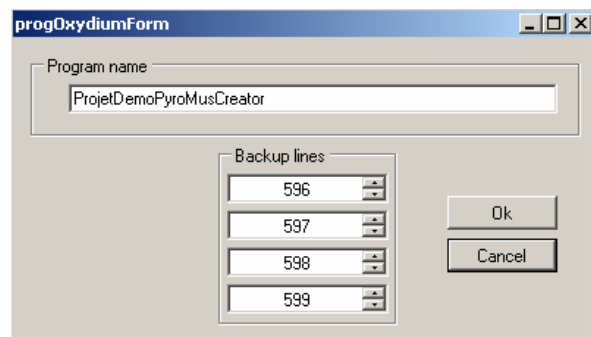 progOxydiumForm
Program name
ProjetDemoPyroMusCreator
Backup lines
596
597
598
599
Ok
Cancel